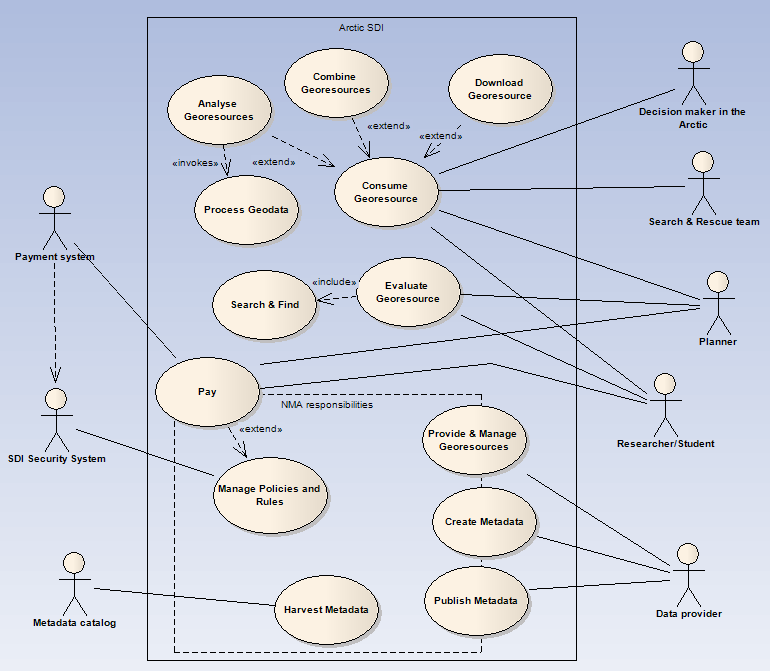 Arctic SDI
Combine
Georesources
Download
Georesource
Analyse
Georesources
Decision maker in the
Arctic
«extend»
«extend»
«invokes»
«extend»
Consume
Georesource
Process Geodata
Search & Rescue team
Payment system
«include»
Evaluate
Georesource
Search & Find
Planner
Pay
NMA responsibilities
«extend»
Provide & Manage
Georesources
Researcher/Student
SDI Security System
Manage Policies and
Rules
Create Metadata
Publish Metadata
Harvest Metadata
Data provider
Metadata catalog